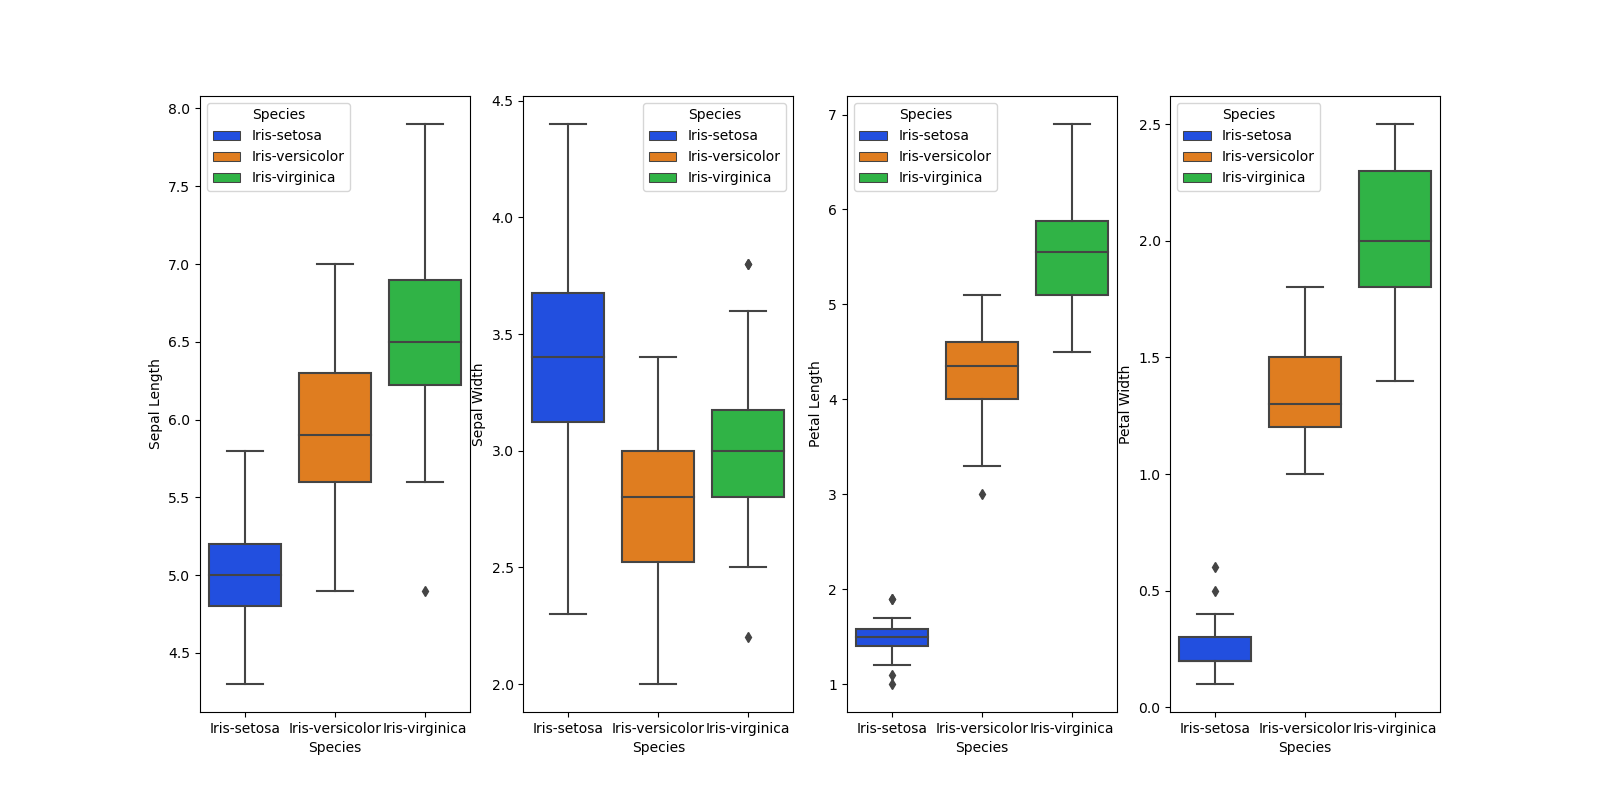 Species
Iris-setosa
Iris-versicolor
Iris-virginica
8.0
7.5
7.0
6.5
6.0
5.5
5.0
4.5
Sepal Length
Iris-setosa Iris-versicolor Iris-virginica
Species
Species
Iris-setosa
Iris-versicolor
Iris-virginica
4.5
4.0
3.5
3.0
2.5
2.0
Sepal Width
Iris-setosa Iris-versicolor Iris-virginica
Species
Species
Iris-setosa
Iris-versicolor
Iris-virginica
7
6
5
4
3
2
1
Petal Length
Iris-setosa Iris-versicolor Iris-virginica
Species
Species
Iris-setosa
Iris-versicolor
Iris-virginica
2.5
2.0
1.5
1.0
0.5
0.0
Petal Width
Iris-setosa Iris-versicolor Iris-virginica
Species